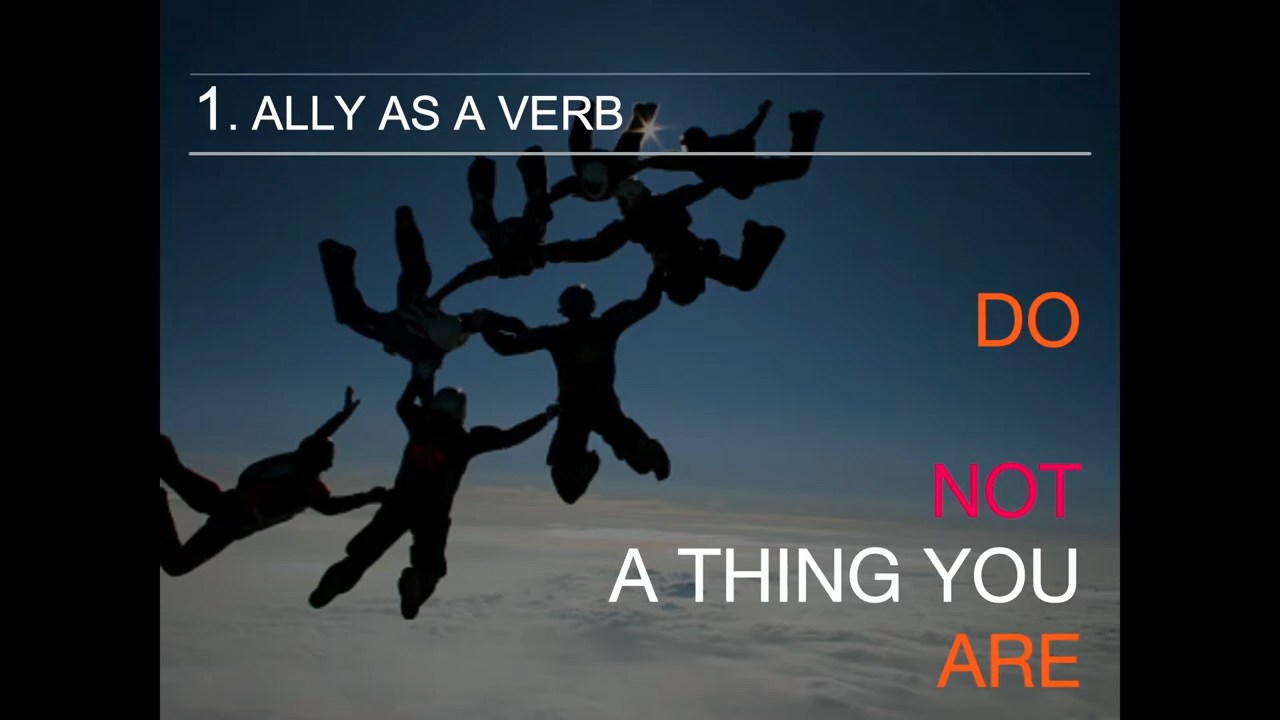 1. ALLY AS A VERB
DO
NOT
A THING YOU
ARE